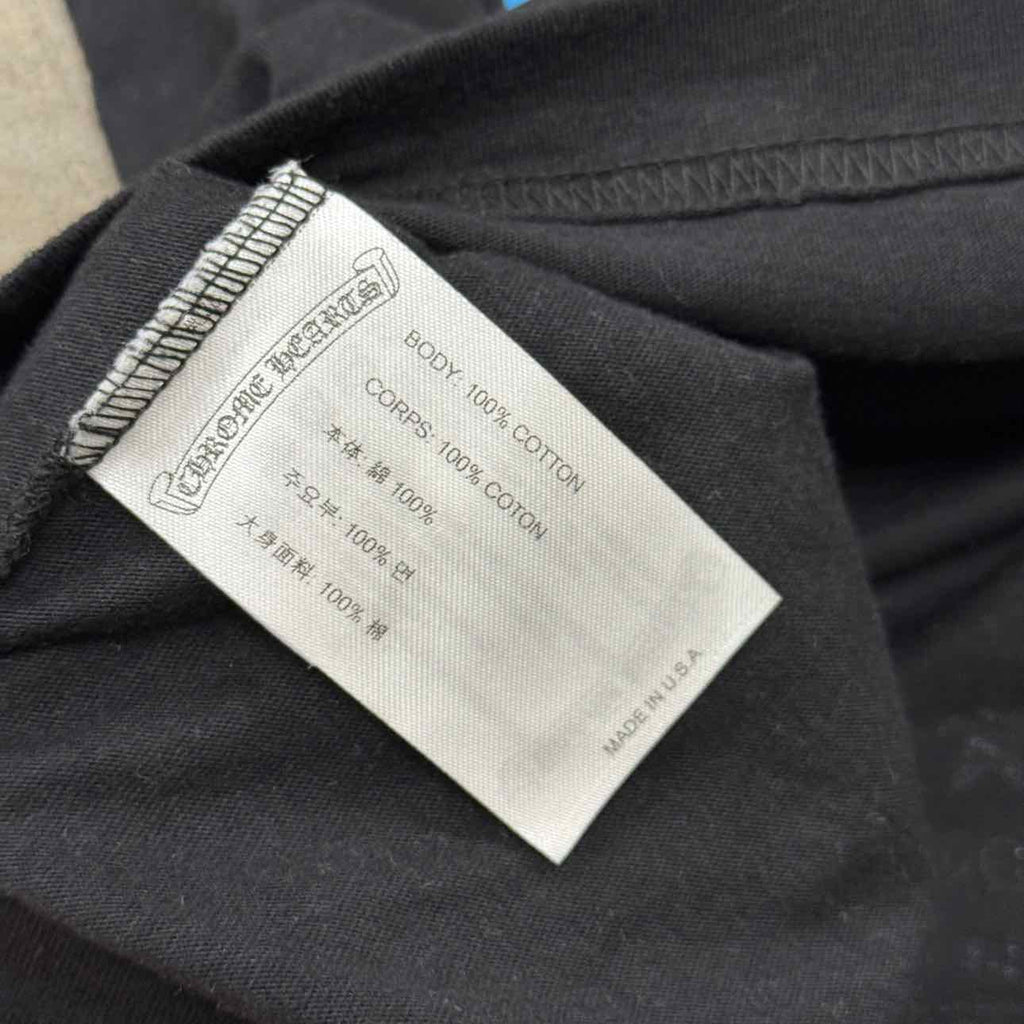 CHROME HEARTS
BODY: 100% COTTON
CORPS: 100% COTON
本体: 綿 100%
주요부: 100% 면
大身面料: 100% 棉
MADE IN U.S.A